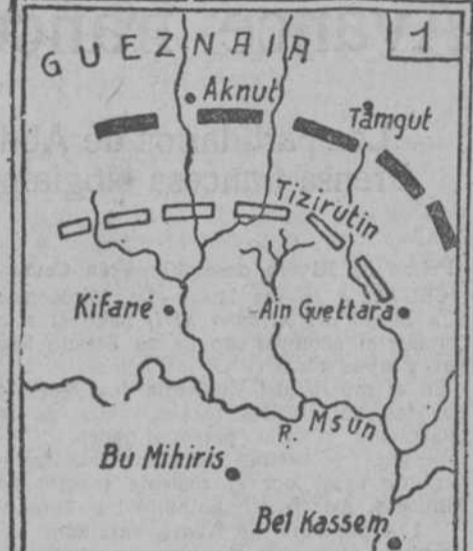 1
GUEZNAIA
Aknut
Tamgut
Tizirutin
Kifané
Ain Guettara
R. Msun
Bu Mihiris
Bel Kassem